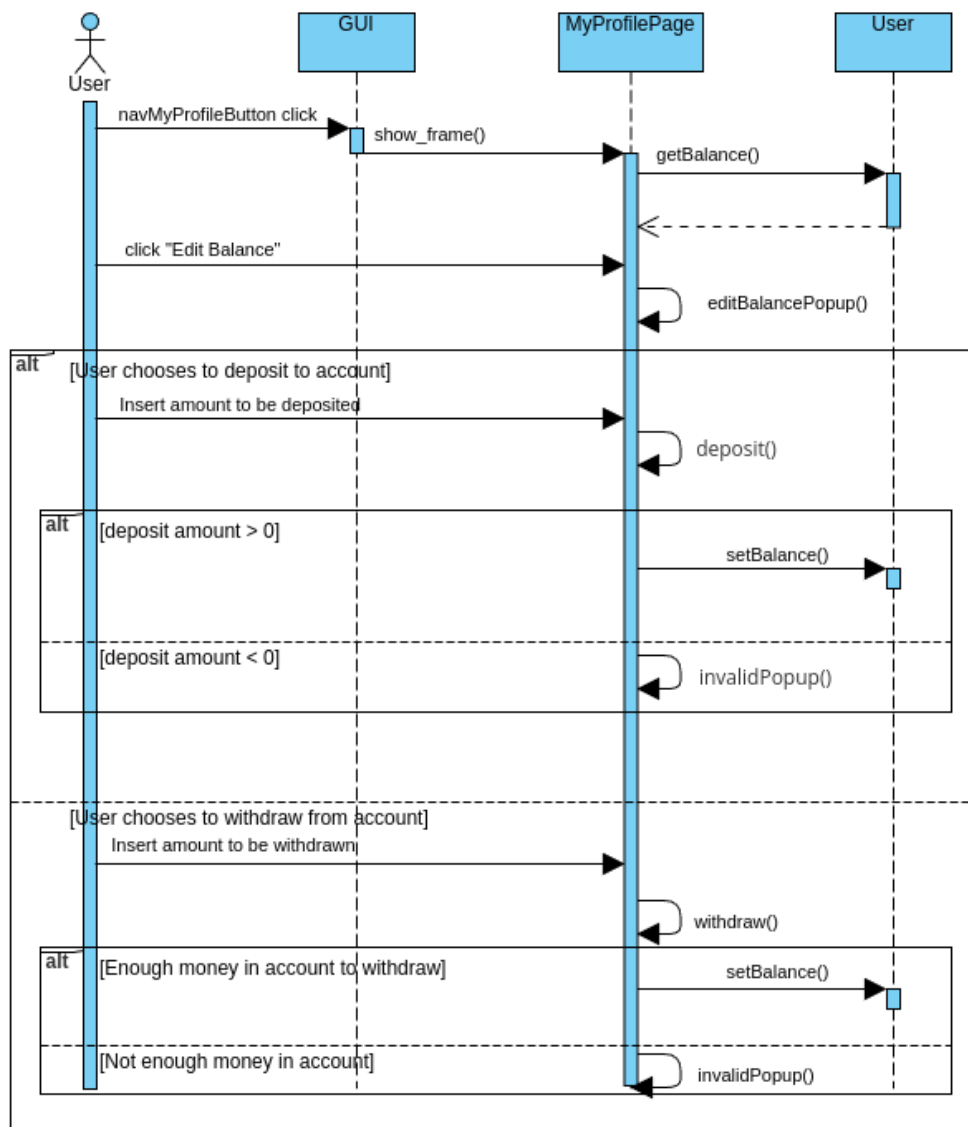 GUI
MyProfilePage
User
User
navMyProfileButton click
show_frame()
getBalance()
click "Edit Balance"
editBalancePopup()
alt
[User chooses to deposit to account]
Insert amount to be deposited
deposit()
alt
[deposit amount > 0]
setBalance()
[deposit amount < 0]
invalidPopup()
[User chooses to withdraw from account]
Insert amount to be withdrawn
withdraw()
alt
[Enough money in account to withdraw]
setBalance()
[Not enough money in account]
invalidPopup()